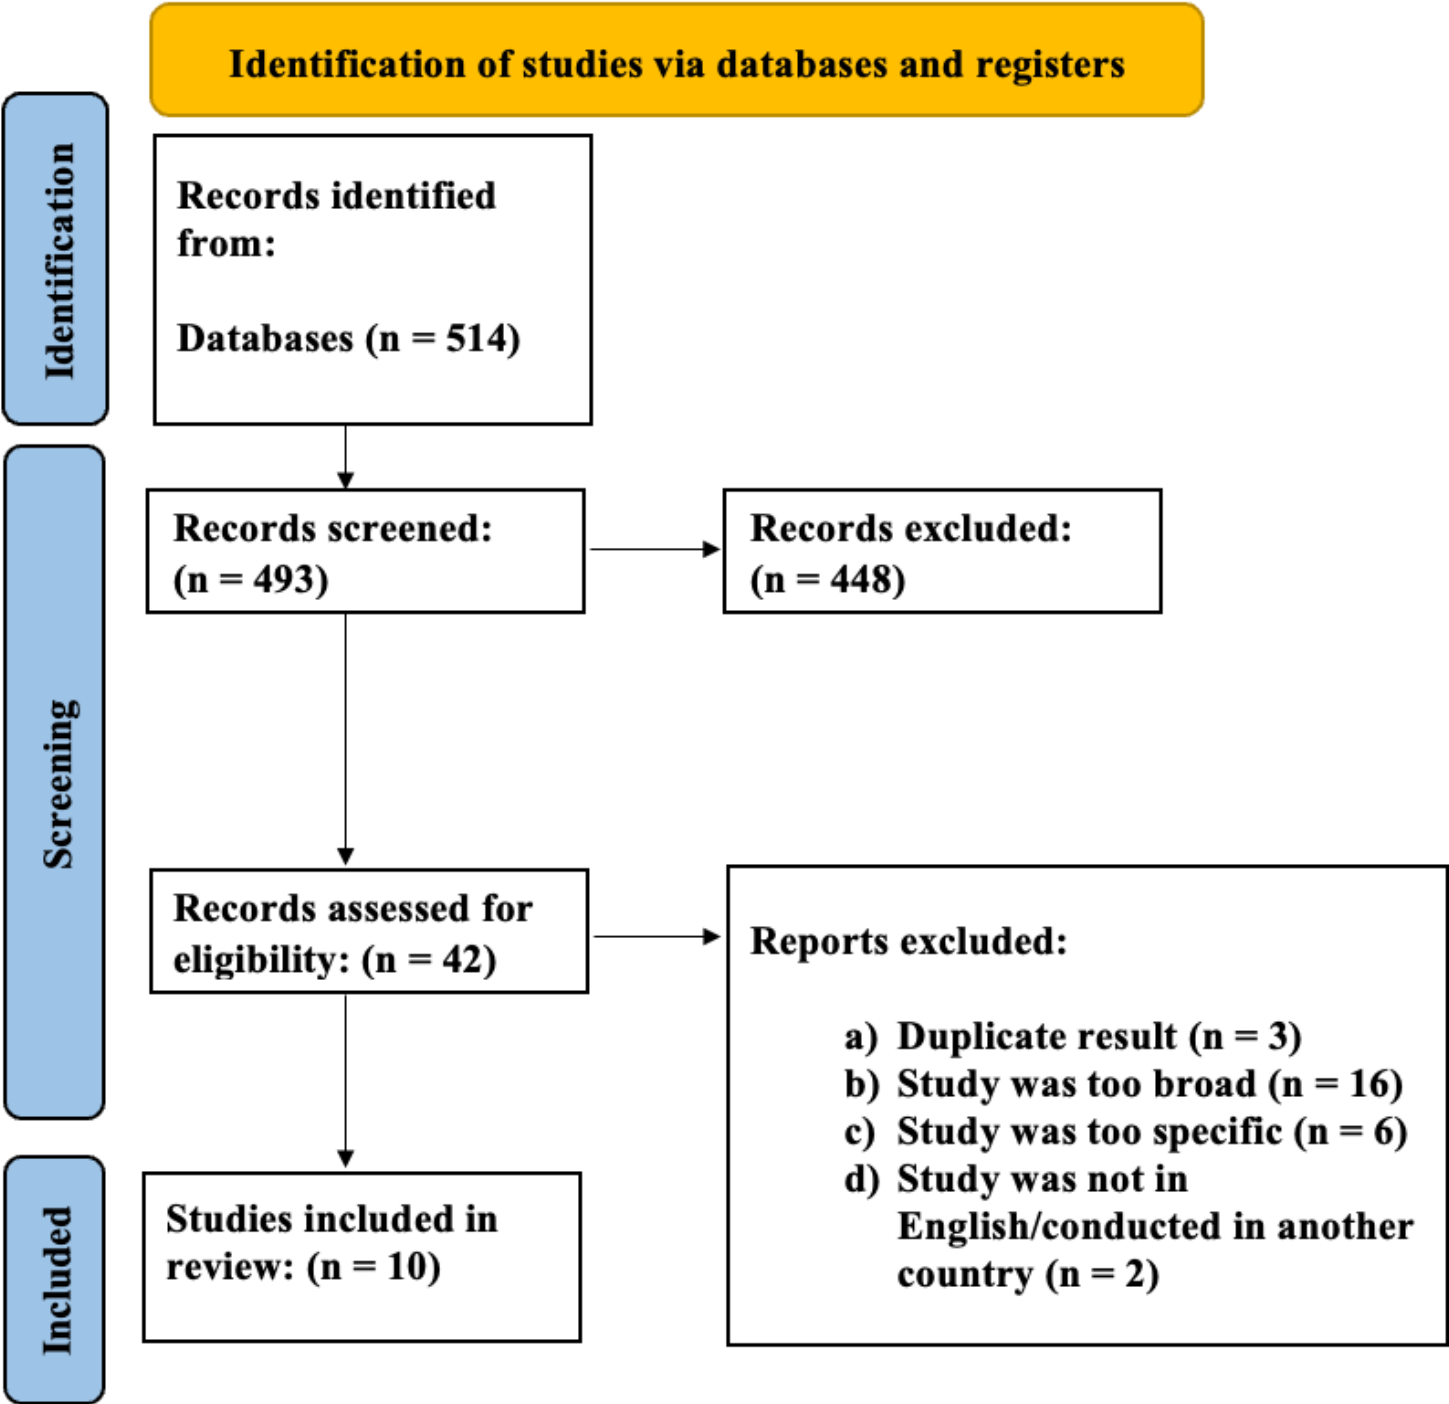 Identification of studies via databases and registers
Identification
Records identified
from:
Databases (n = 514)
Screening
Records screened:
(n = 493)
Records excluded:
(n = 448)
Records assessed for
eligibility: (n = 42)
Reports excluded:
a) Duplicate result (n = 3)
b) Study was too broad (n = 16)
c) Study was too specific (n = 6)
d) Study was not in
English/conducted in another
country (n = 2)
Included
Studies included in
review: (n = 10)